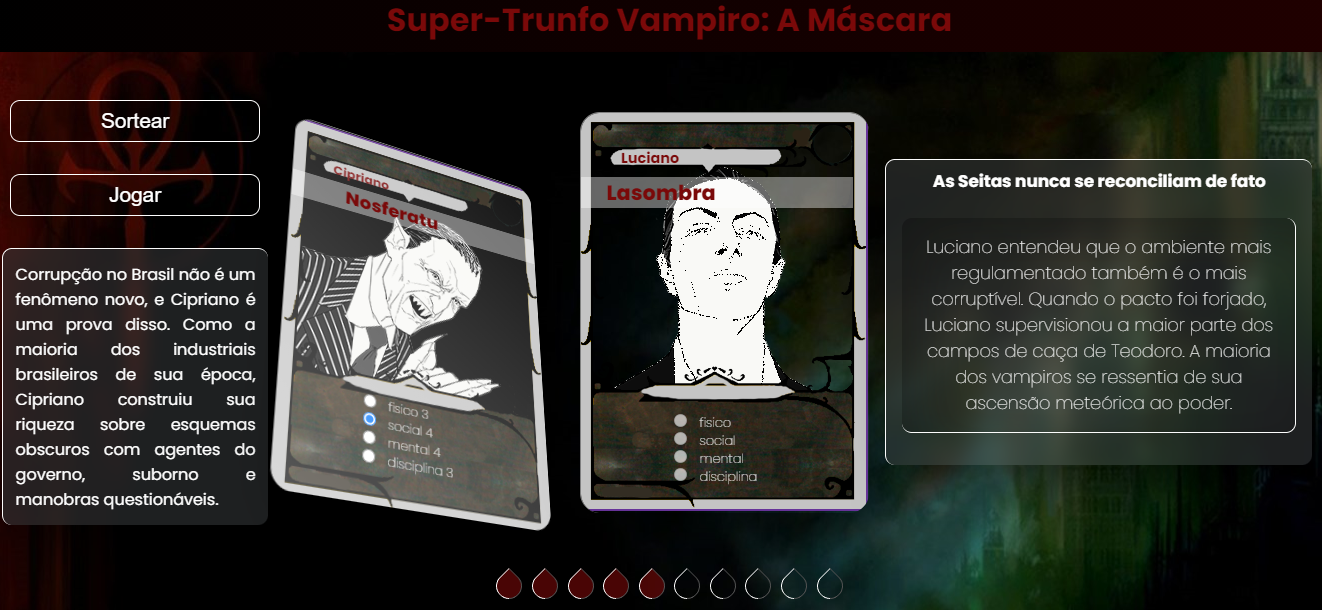 Super-Trunfo Vampiro: A Máscara
Sortear
Jogar
Corrupção no Brasil não é um
fenômeno novo, e Cipriano é
uma prova disso. Como a
maioria dos industriais
brasileiros de sua época,
Cipriano construiu sua
riqueza sobre esquemas
obscuros com agentes do
governo, suborno e
manobras questionáveis.
Cipriano
Nosferatu
fisico 3
social 4
mental 4
disciplina 3
Luciano
Lasombra
fisico
social
mental
disciplina
As Seitas nunca se reconciliam de fato
Luciano entendeu que o ambiente mais
regulamentado também é o mais
corruptível. Quando o pacto foi forjado,
Luciano supervisionou a maior parte dos
campos de caça de Teodoro. A maioria
dos vampiros se ressentia de sua
ascensão meteórica ao poder.